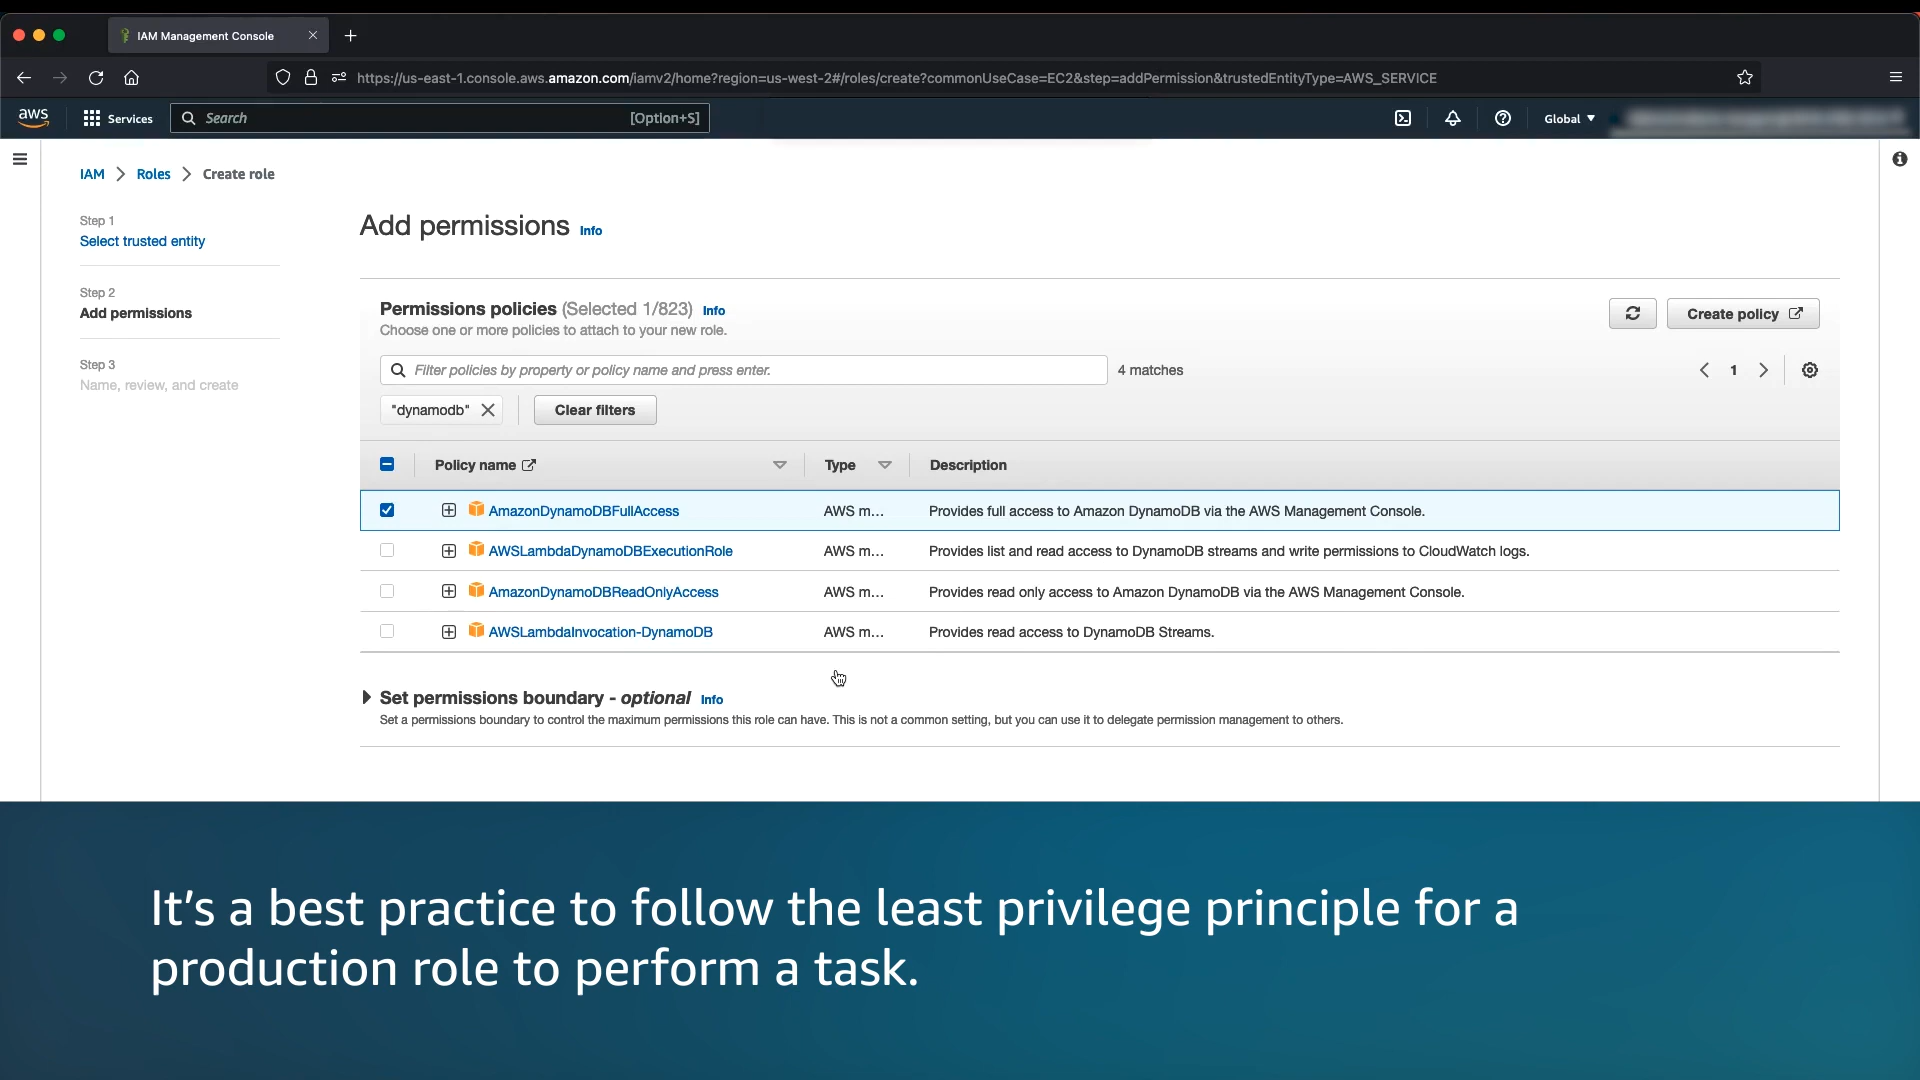 IAM Management Console
https://us-east-1.console.aws.amazon.com/iamv2/home?region=us-west-2#/roles/create?commonUseCase=EC2&step=addPermission&trustedEntityType=AWS_SERVICE
aws
Services
Search
[Option+S]
Global
IAM
Roles
Create role
Step 1
Select trusted entity
Step 2
Add permissions
Step 3
Name, review, and create
Add permissions Info
Permissions policies (Selected 1/823) Info
Choose one or more policies to attach to your new role.
Create policy
Filter policies by property or policy name and press enter.
4 matches
1
"dynamodb"
Clear filters
Policy name
Type
Description
AmazonDynamoDBFullAccess AWS m... Provides full access to Amazon DynamoDB via the AWS Management Console.
AWSLambdaDynamoDBExecutionRole AWS m... Provides list and read access to DynamoDB streams and write permissions to CloudWatch logs.
AmazonDynamoDBReadOnlyAccess AWS m... Provides read only access to Amazon DynamoDB via the AWS Management Console.
AWSLambdaInvocation-DynamoDB AWS m... Provides read access to DynamoDB Streams.
Set permissions boundary - optional Info
Set a permissions boundary to control the maximum permissions this role can have. This is not a common setting, but you can use it to delegate permission management to others.
It's a best practice to follow the least privilege principle for a
production role to perform a task.